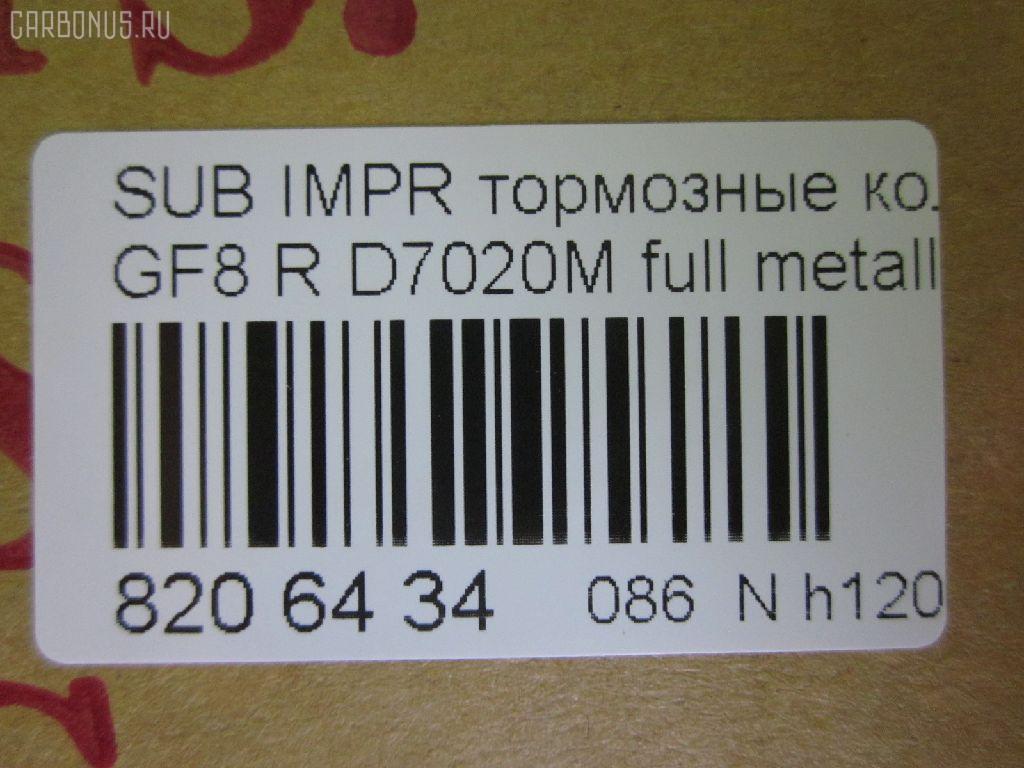 CARBONUS.RU
SUB IMPR тормозные ко
GF8 R D7020M full metall
820 64 34 086 N h120